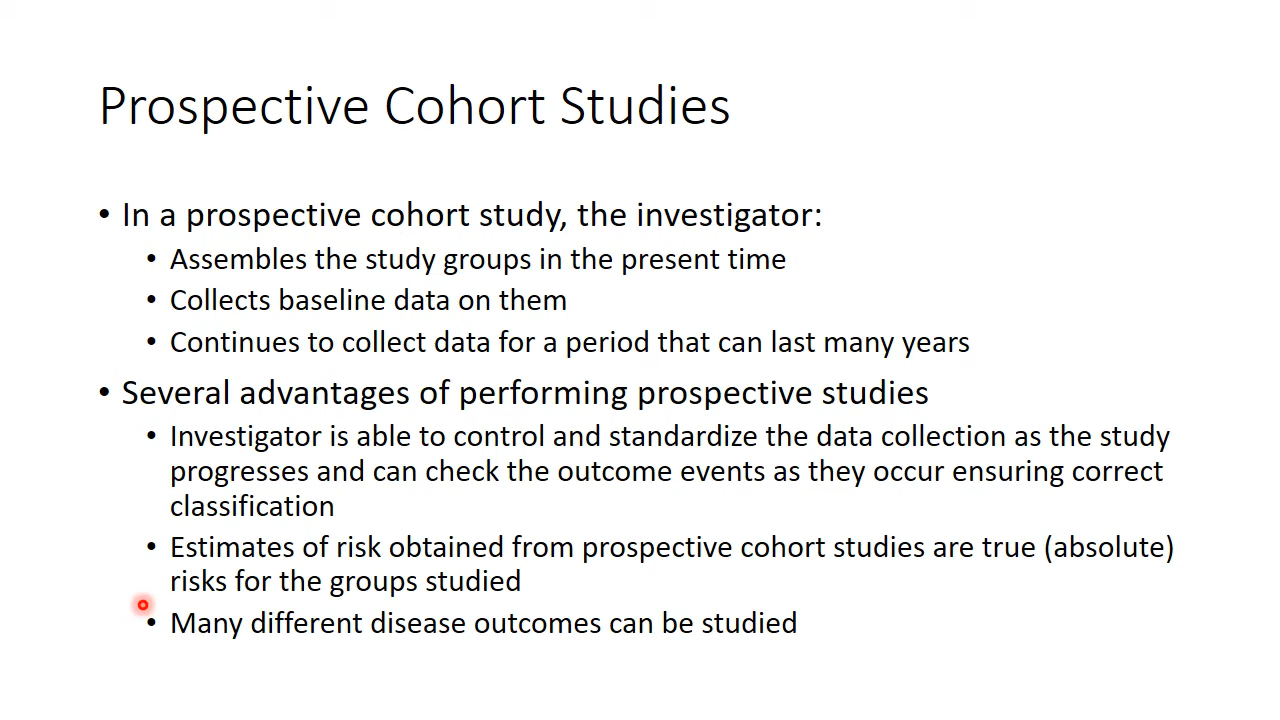 Prospective Cohort Studies
• In a prospective cohort study, the investigator:
• Assembles the study groups in the present time
• Collects baseline data on them
• Continues to collect data for a period that can last many years
• Several advantages of performing prospective studies
• Investigator is able to control and standardize the data collection as the study
progresses and can check the outcome events as they occur ensuring correct
classification
• Estimates of risk obtained from prospective cohort studies are true (absolute)
risks for the groups studied
• Many different disease outcomes can be studied